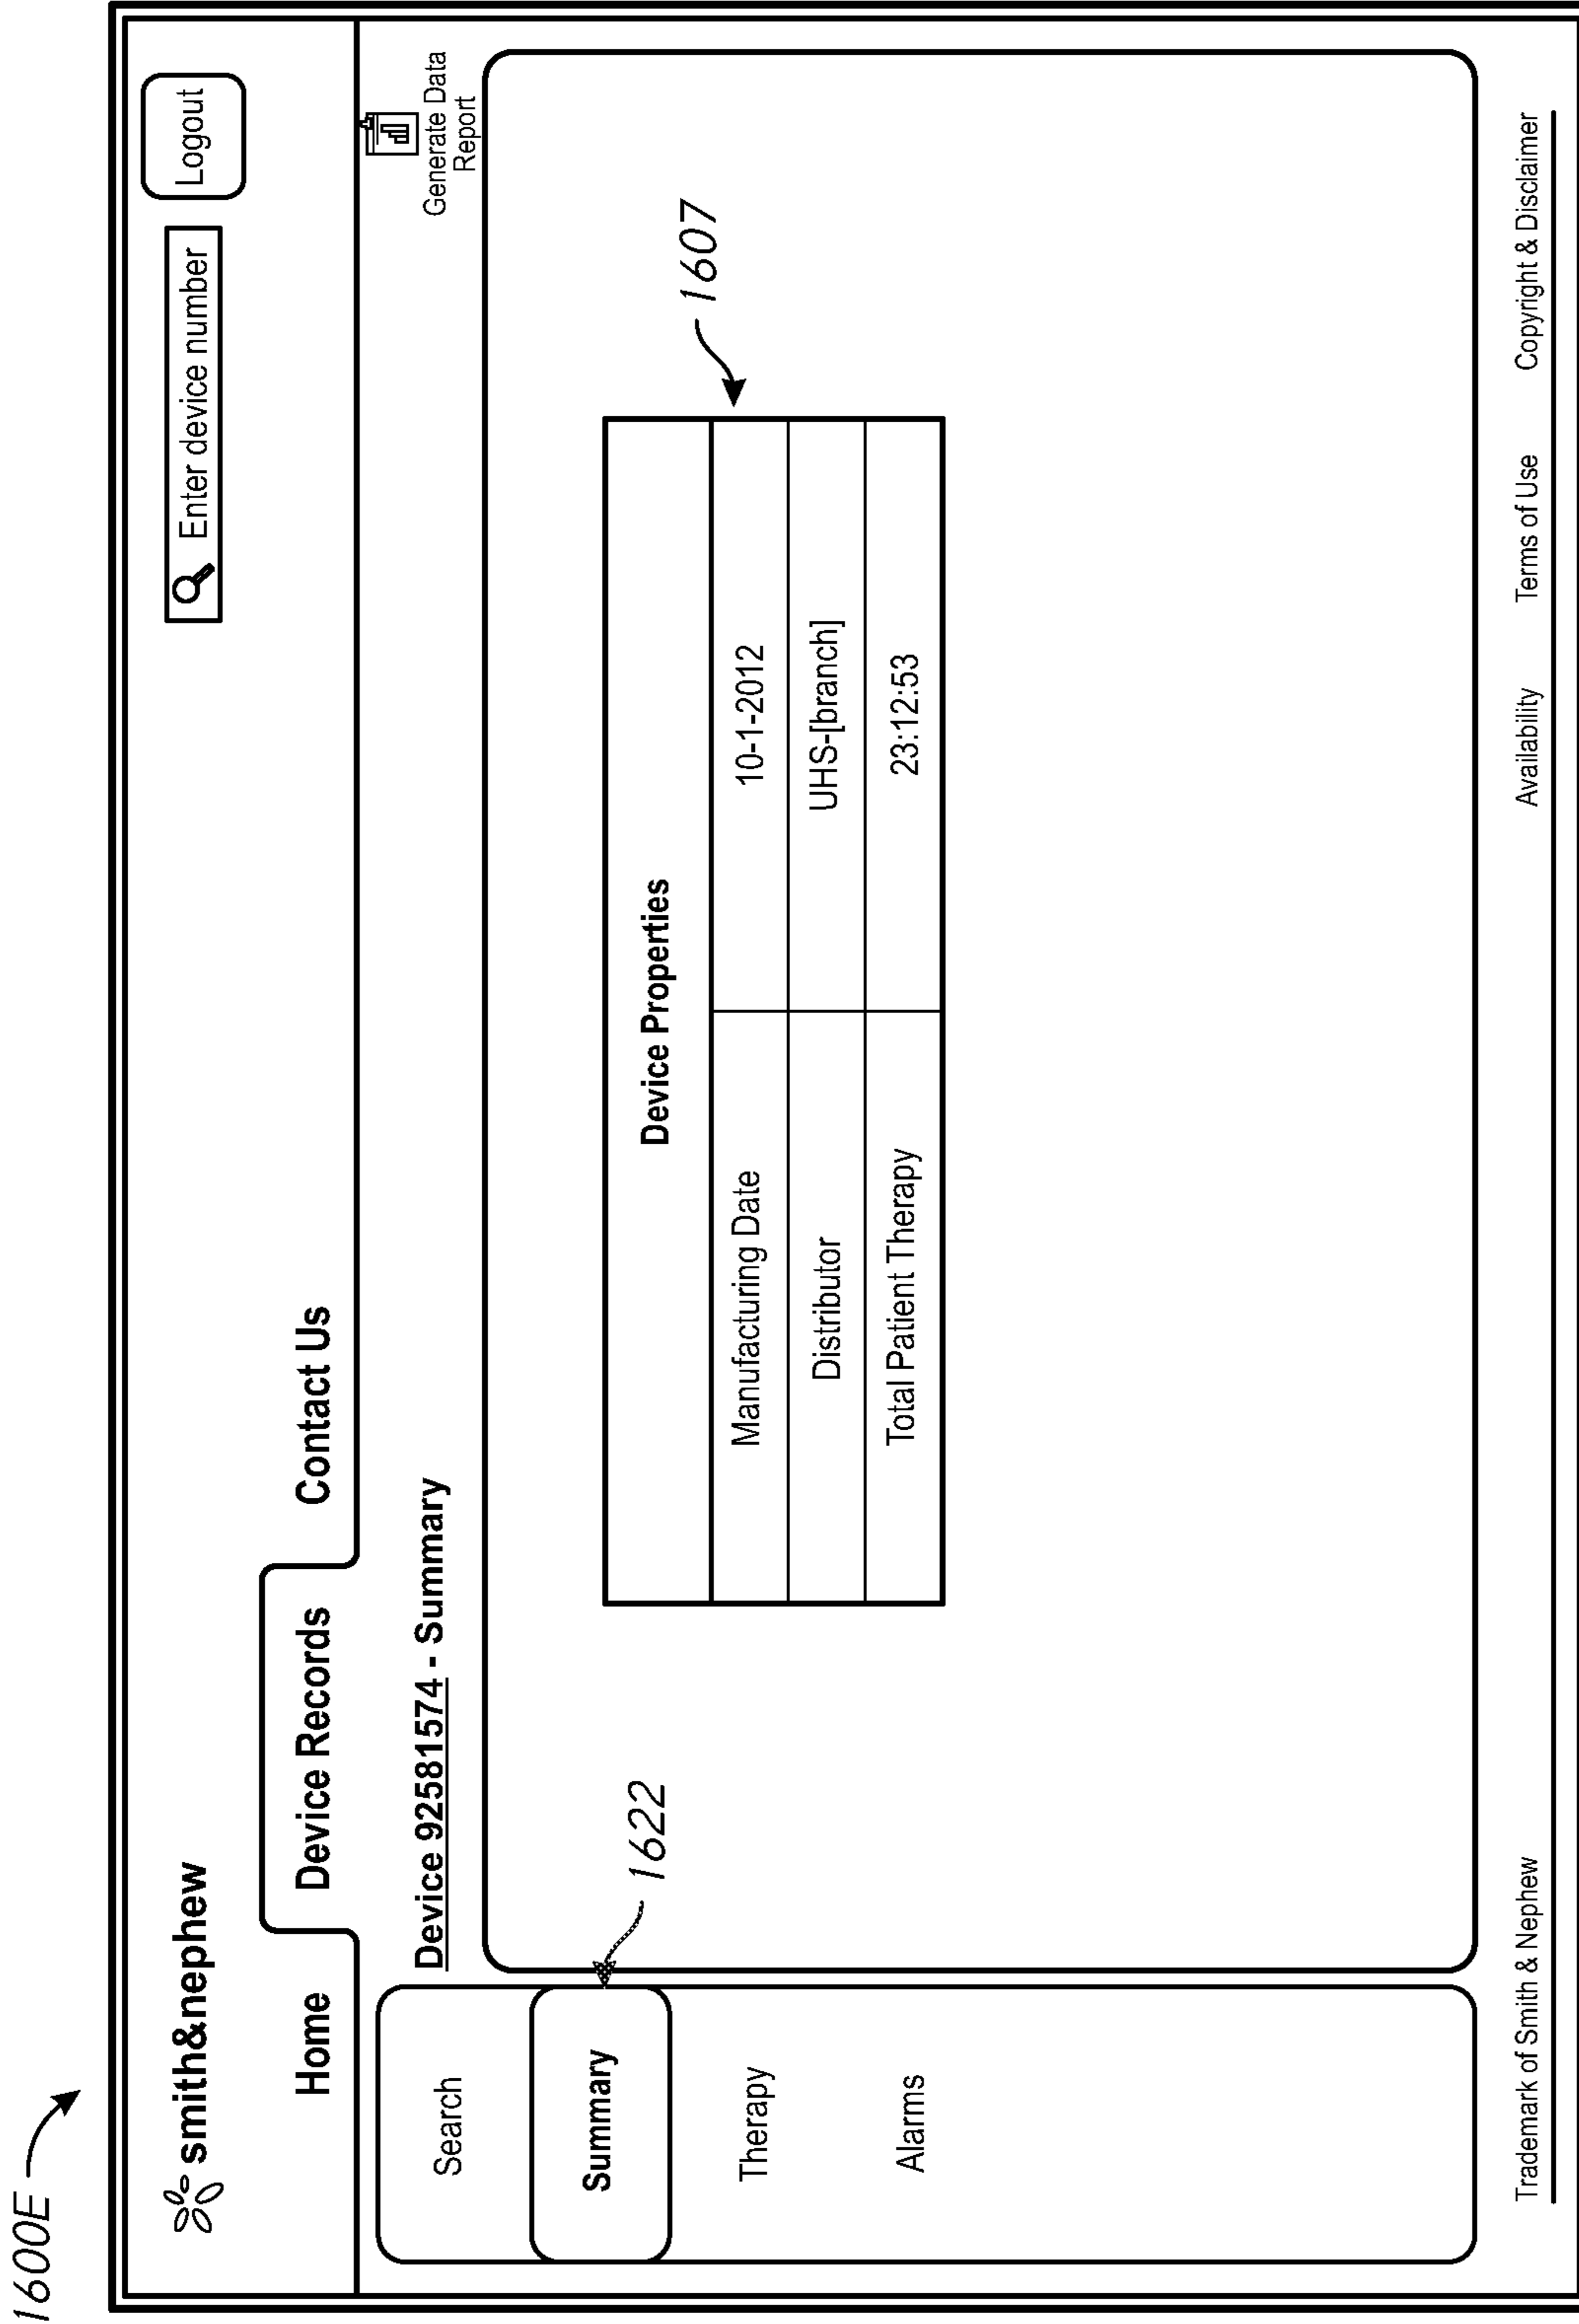 1600E
smith&nephew
Enter device number
Logout
Home
Device Records
Contact Us
Device 92581574 - Summary
Generate Data
Report
Search
Summary
Therapy
Alarms
1622
1607
Device Properties
Manufacturing Date 10-1-2012
Distributor UHS-[branch]
Total Patient Therapy 23:12:53
Trademark of Smith & Nephew Availability Terms of Use Copyright & Disclaimer